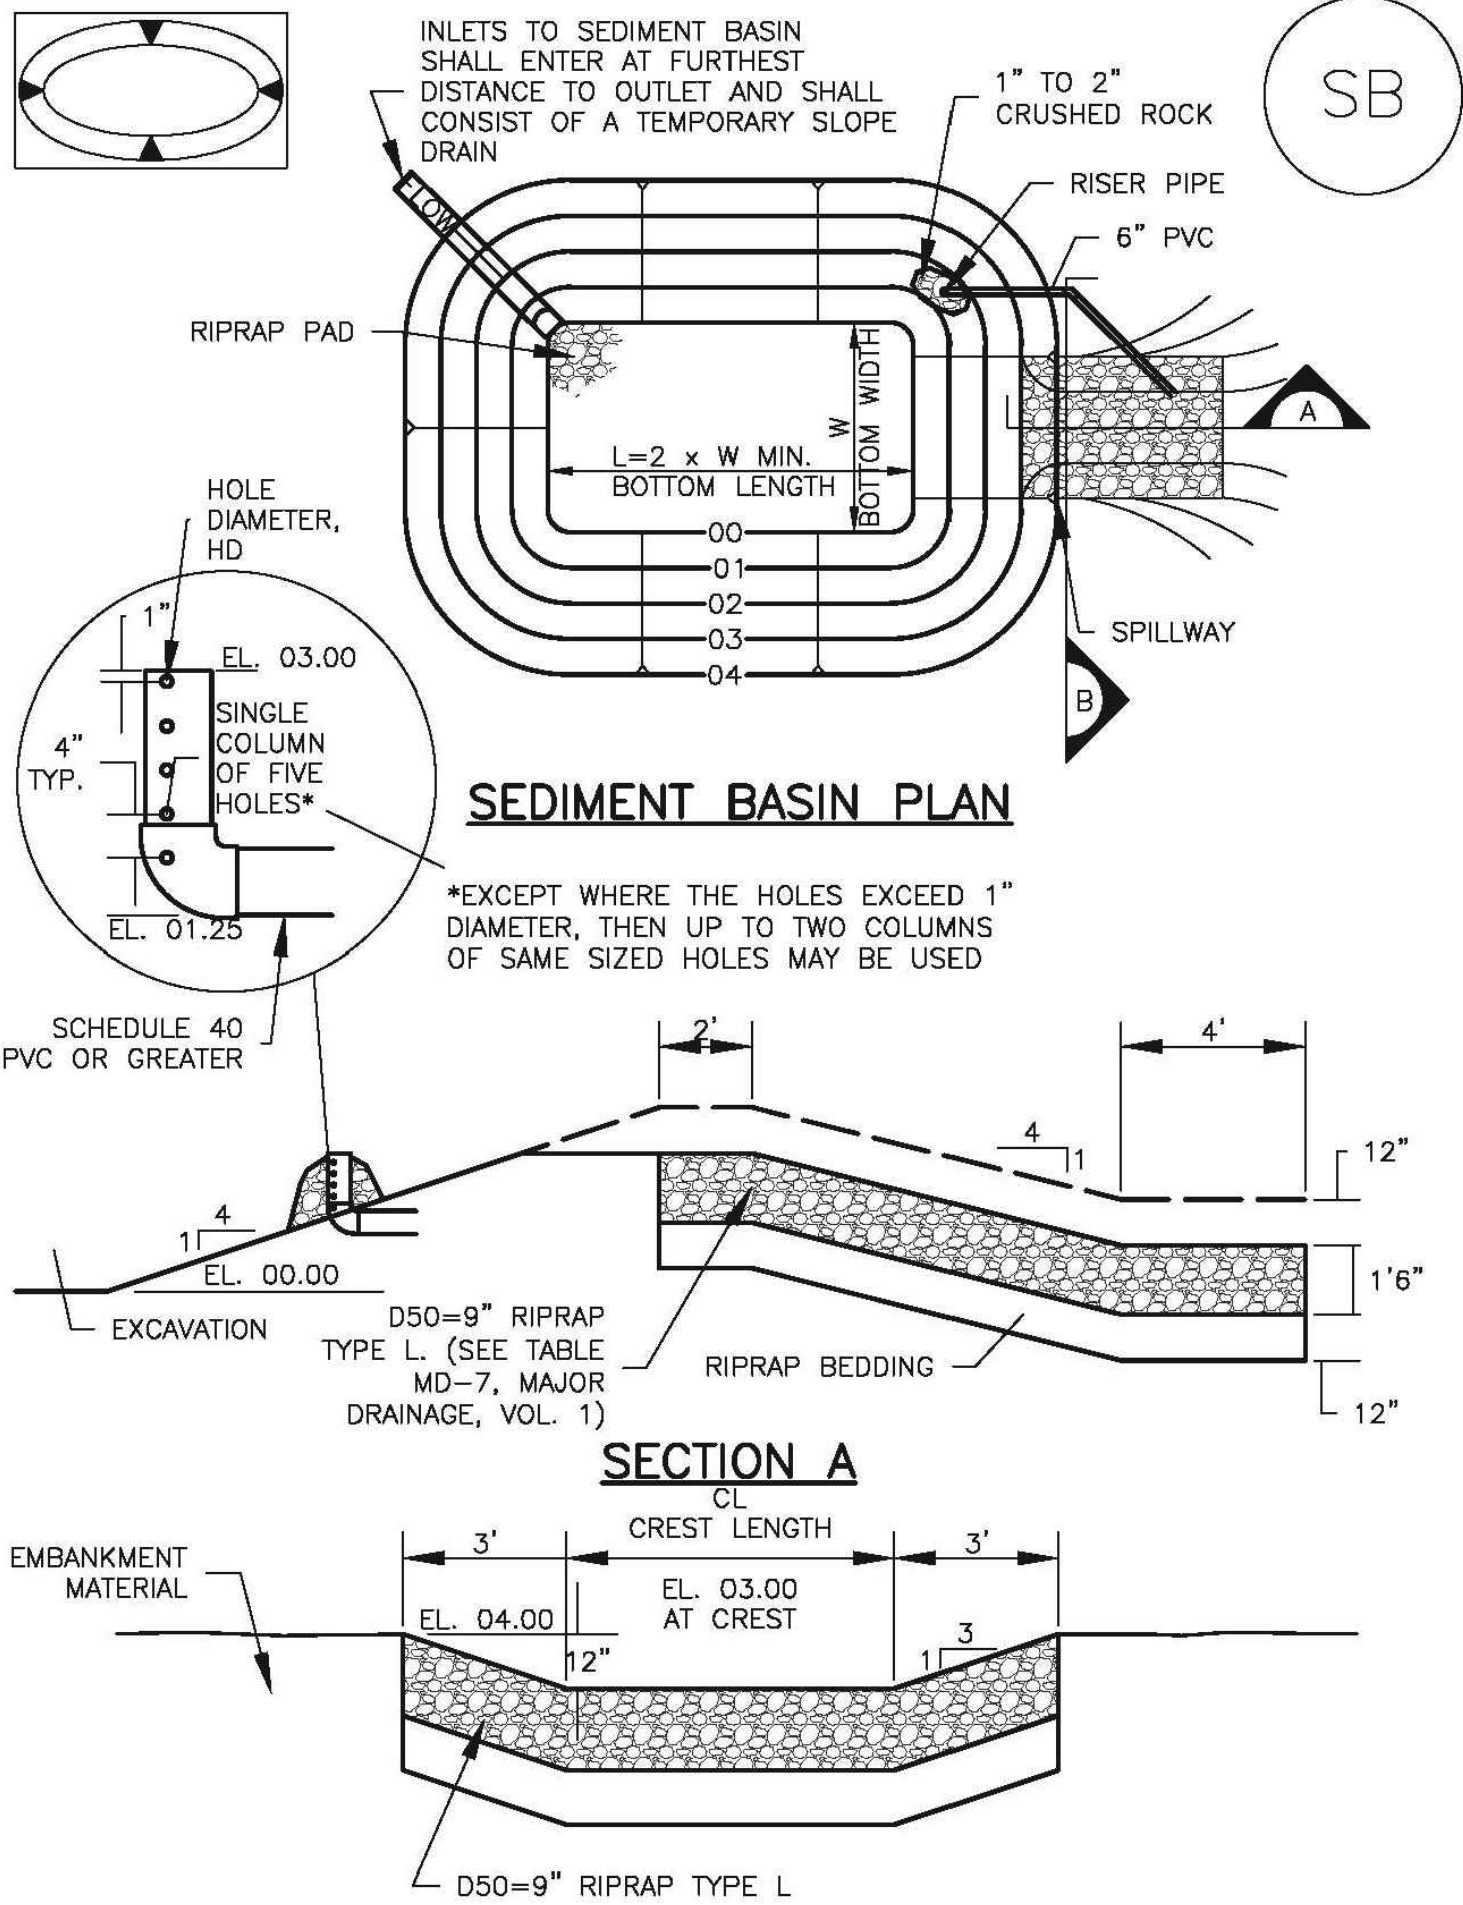 INLETS TO SEDIMENT BASIN
SHALL ENTER AT FURTHEST
DISTANCE TO OUTLET AND SHALL
CONSIST OF A TEMPORARY SLOPE
DRAIN
1" TO 2"
CRUSHED ROCK
SB
RISER PIPE
6" PVC
FLOW
RIPRAP PAD
W
BOTTOM WIDTH
L=2 x W MIN.
BOTTOM LENGTH
A
00
01
02
03
04
SPILLWAY
B
HOLE
DIAMETER,
HD
1"
EL. 03.00
4"
TYP.
SINGLE
COLUMN
OF FIVE
HOLES*
EL. 01.25
SCHEDULE 40
PVC OR GREATER
SEDIMENT BASIN PLAN
*EXCEPT WHERE THE HOLES EXCEED 1"
DIAMETER, THEN UP TO TWO COLUMNS
OF SAME SIZED HOLES MAY BE USED
2'
4'
4
1
12"
4
1
EL. 00.00
1'6"
EXCAVATION
D50=9" RIPRAP
TYPE L. (SEE TABLE
MD-7, MAJOR
DRAINAGE, VOL. 1)
RIPRAP BEDDING
12"
SECTION A
CL
CREST LENGTH
3'
3'
EMBANKMENT
MATERIAL
EL. 04.00
EL. 03.00
AT CREST
12"
3
1
D50=9" RIPRAP TYPE L